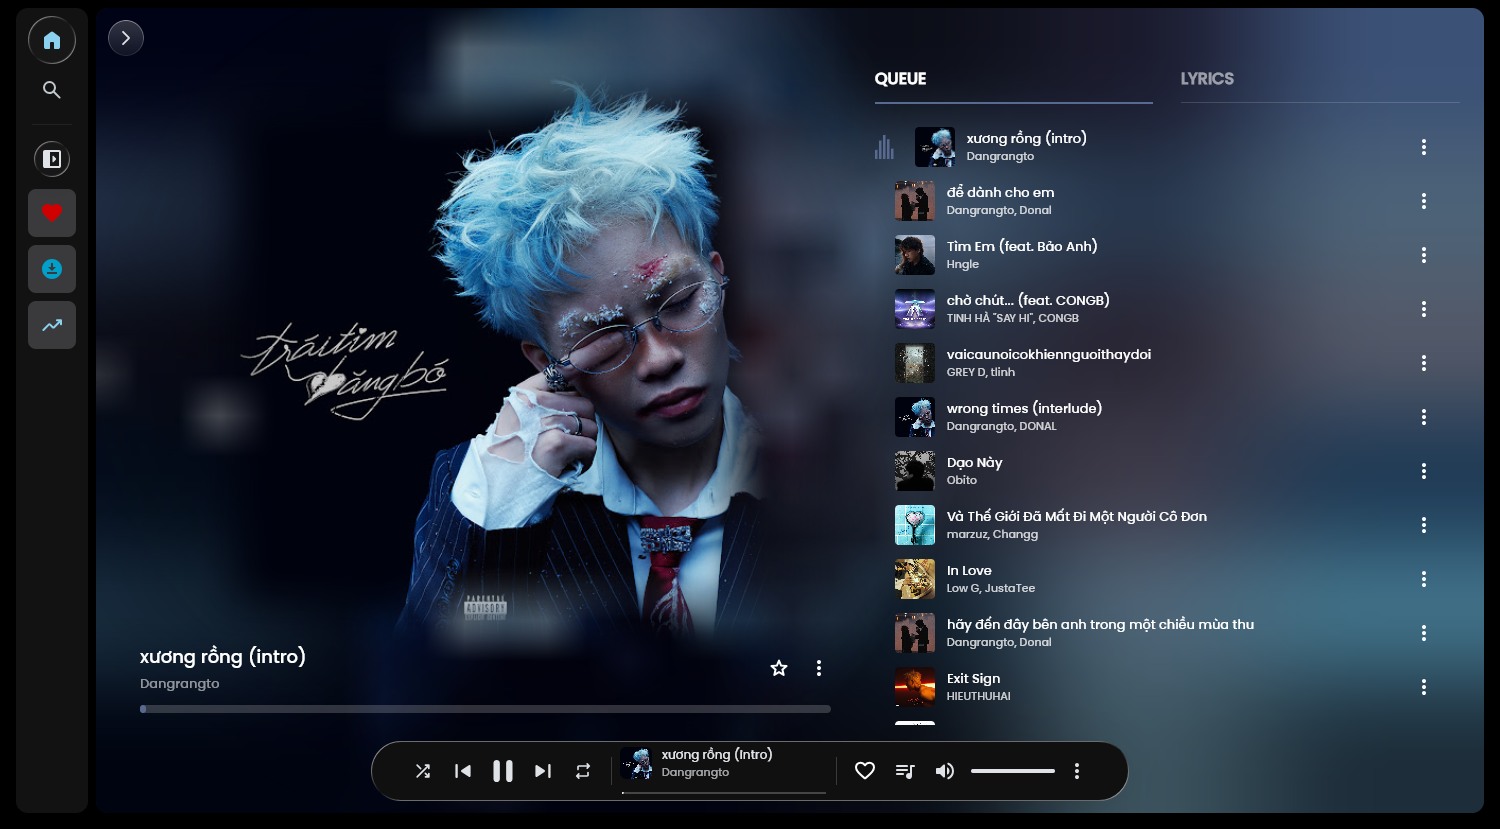 QUEUE
LYRICS
xương rồng (intro)
Dangrangto
để dành cho em
Dangrangto, Donal
Tìm Em (feat. Bảo Anh)
Hngle
chờ chút... (feat. CONGB)
TINH HÀ "SAY HI", CONGB
vaicaunoicokhiennguoithaydoi
GREY D, tlinh
wrong times (interlude)
Dangrangto, DONAL
Dạo Này
Obito
Và Thế Giới Đã Mất Đi Một Người Cô Đơn
marzuz, Changg
In Love
Low G, JustaTee
hãy đến đây bên anh trong một chiều mùa thu
Dangrangto, Donal
Exit Sign
HIEUTHUHAI
trái tim
băng bó
PARENTAL
ADVISORY
EXPLICIT CONTENT
xương rồng (intro)
Dangrangto
xương rồng (intro)
Dangrangto